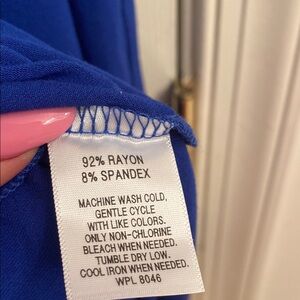 92% RAYON
8% SPANDEX
MACHINE WASH COLD,
GENTLE CYCLE
WITH LIKE COLORS.
ONLY NON-CHLORINE
BLEACH WHEN NEEDED.
TUMBLE DRY LOW.
COOL IRON WHEN NEEDED.
WPL 8046